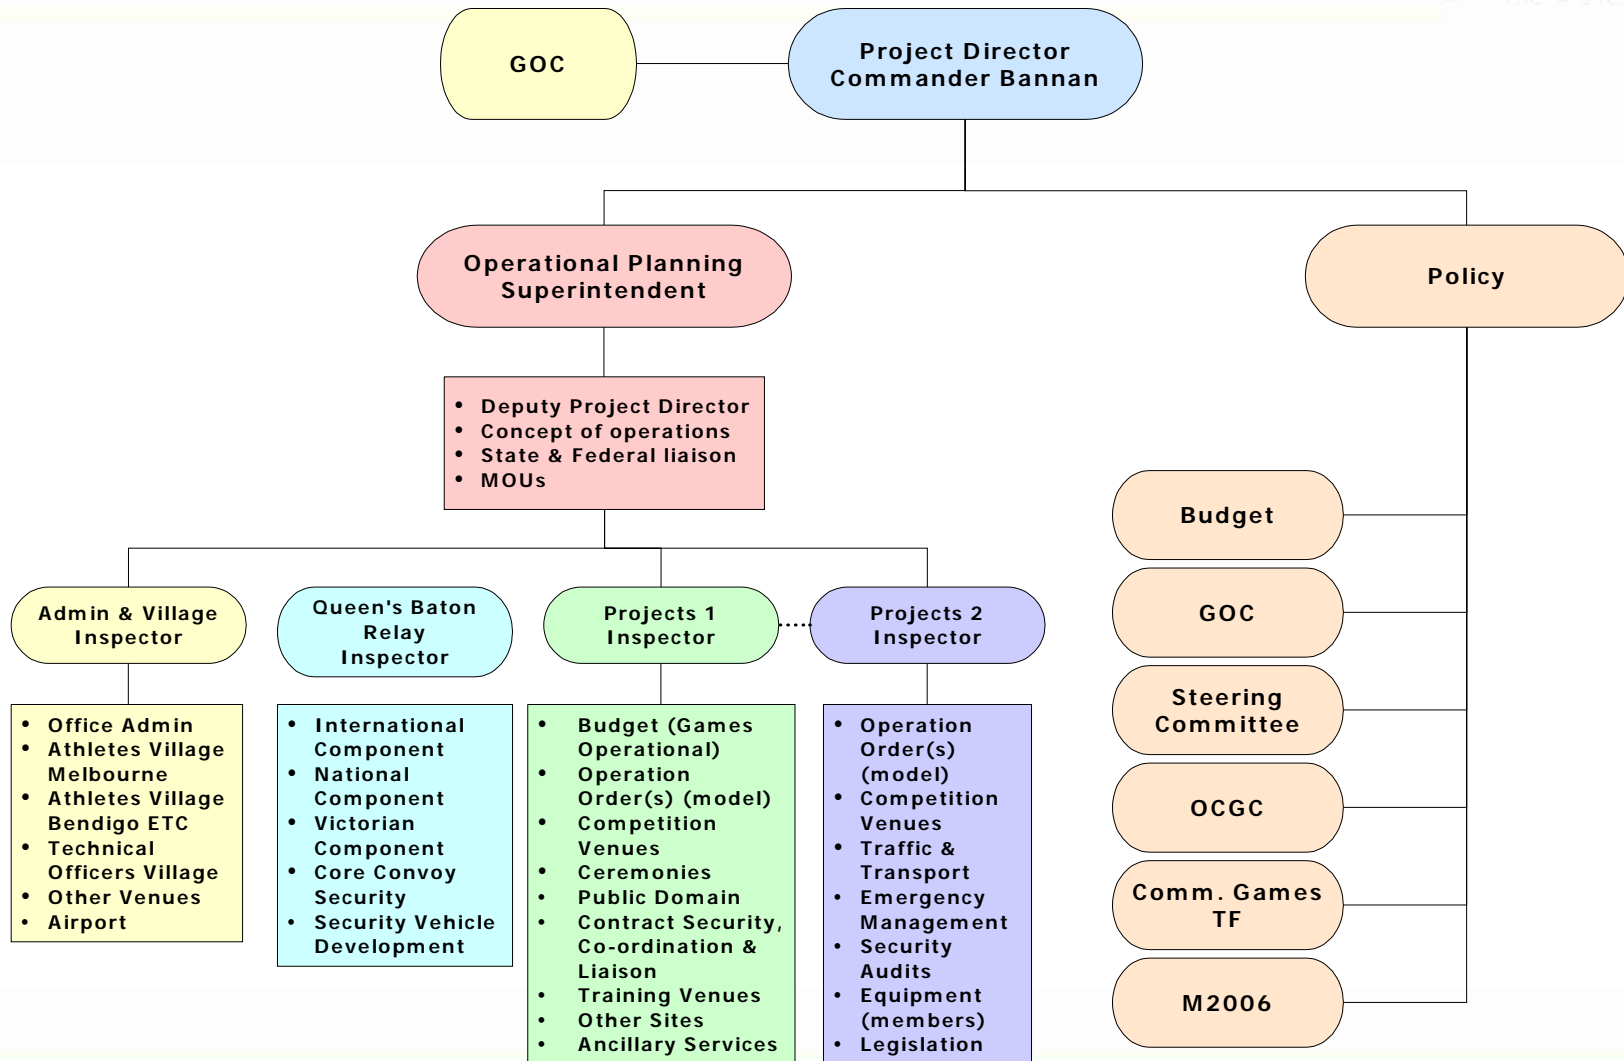 GOC
Project Director
Commander Bannan
Operational Planning
Superintendent
Policy
• Deputy Project Director
• Concept of operations
• State & Federal liaison
• MOUs
Admin & Village
Inspector
• Office Admin
• Athletes Village
Melbourne
• Athletes Village
Bendigo ETC
• Technical
Officers Village
• Other Venues
• Airport
Queen's Baton
Relay
Inspector
• International
Component
• National
Component
• Victorian
Component
• Core Convoy
Security
• Security Vehicle
Development
Projects 1
Inspector
• Budget (Games
Operational)
• Operation
Order(s) (model)
• Competition
Venues
• Ceremonies
• Public Domain
• Contract Security,
Co-ordination &
Liaison
• Training Venues
• Other Sites
• Ancillary Services
Projects 2
Inspector
• Operation
Order(s)
(model)
• Competition
Venues
• Traffic &
Transport
• Emergency
Management
• Security
Audits
• Equipment
(members)
• Legislation
Budget
GOC
Steering
Committee
OCGC
Comm. Games
TF
M2006